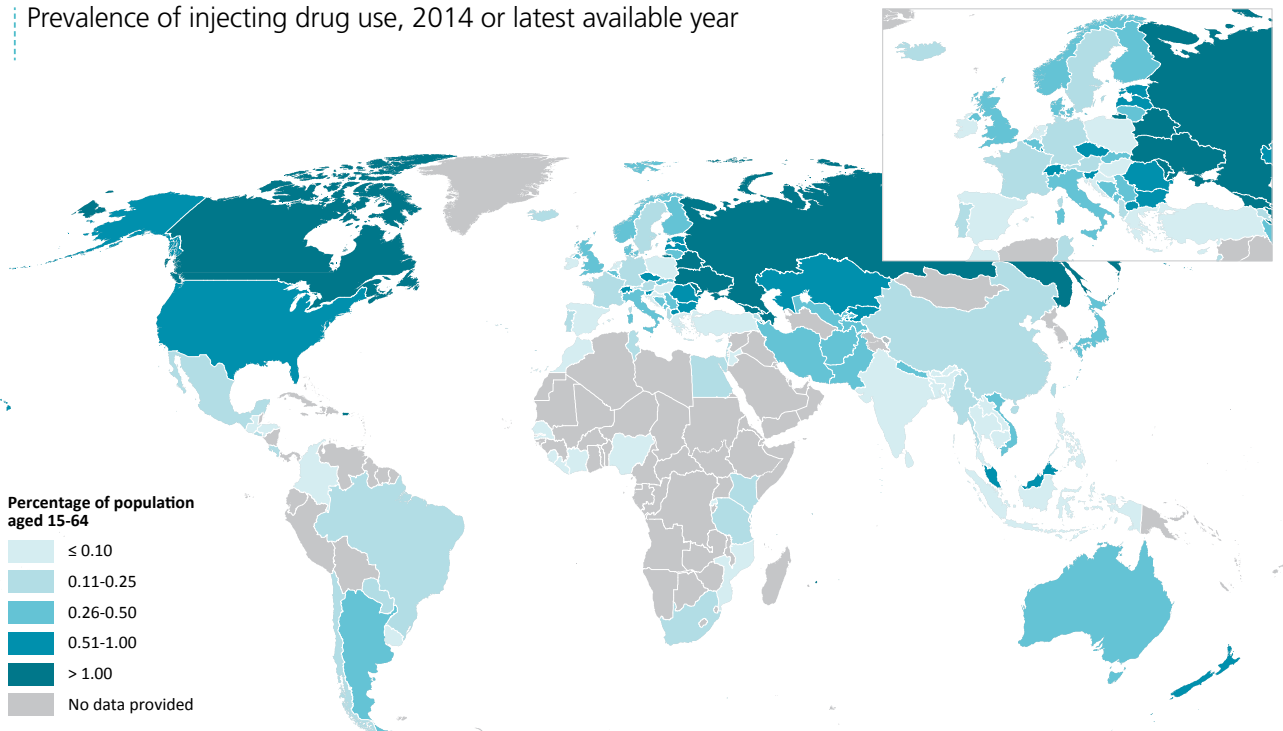 Prevalence of injecting drug use, 2014 or latest available year
Percentage of population
aged 15-64
≤ 0.10
0.11-0.25
0.26-0.50
0.51-1.00
> 1.00
No data provided